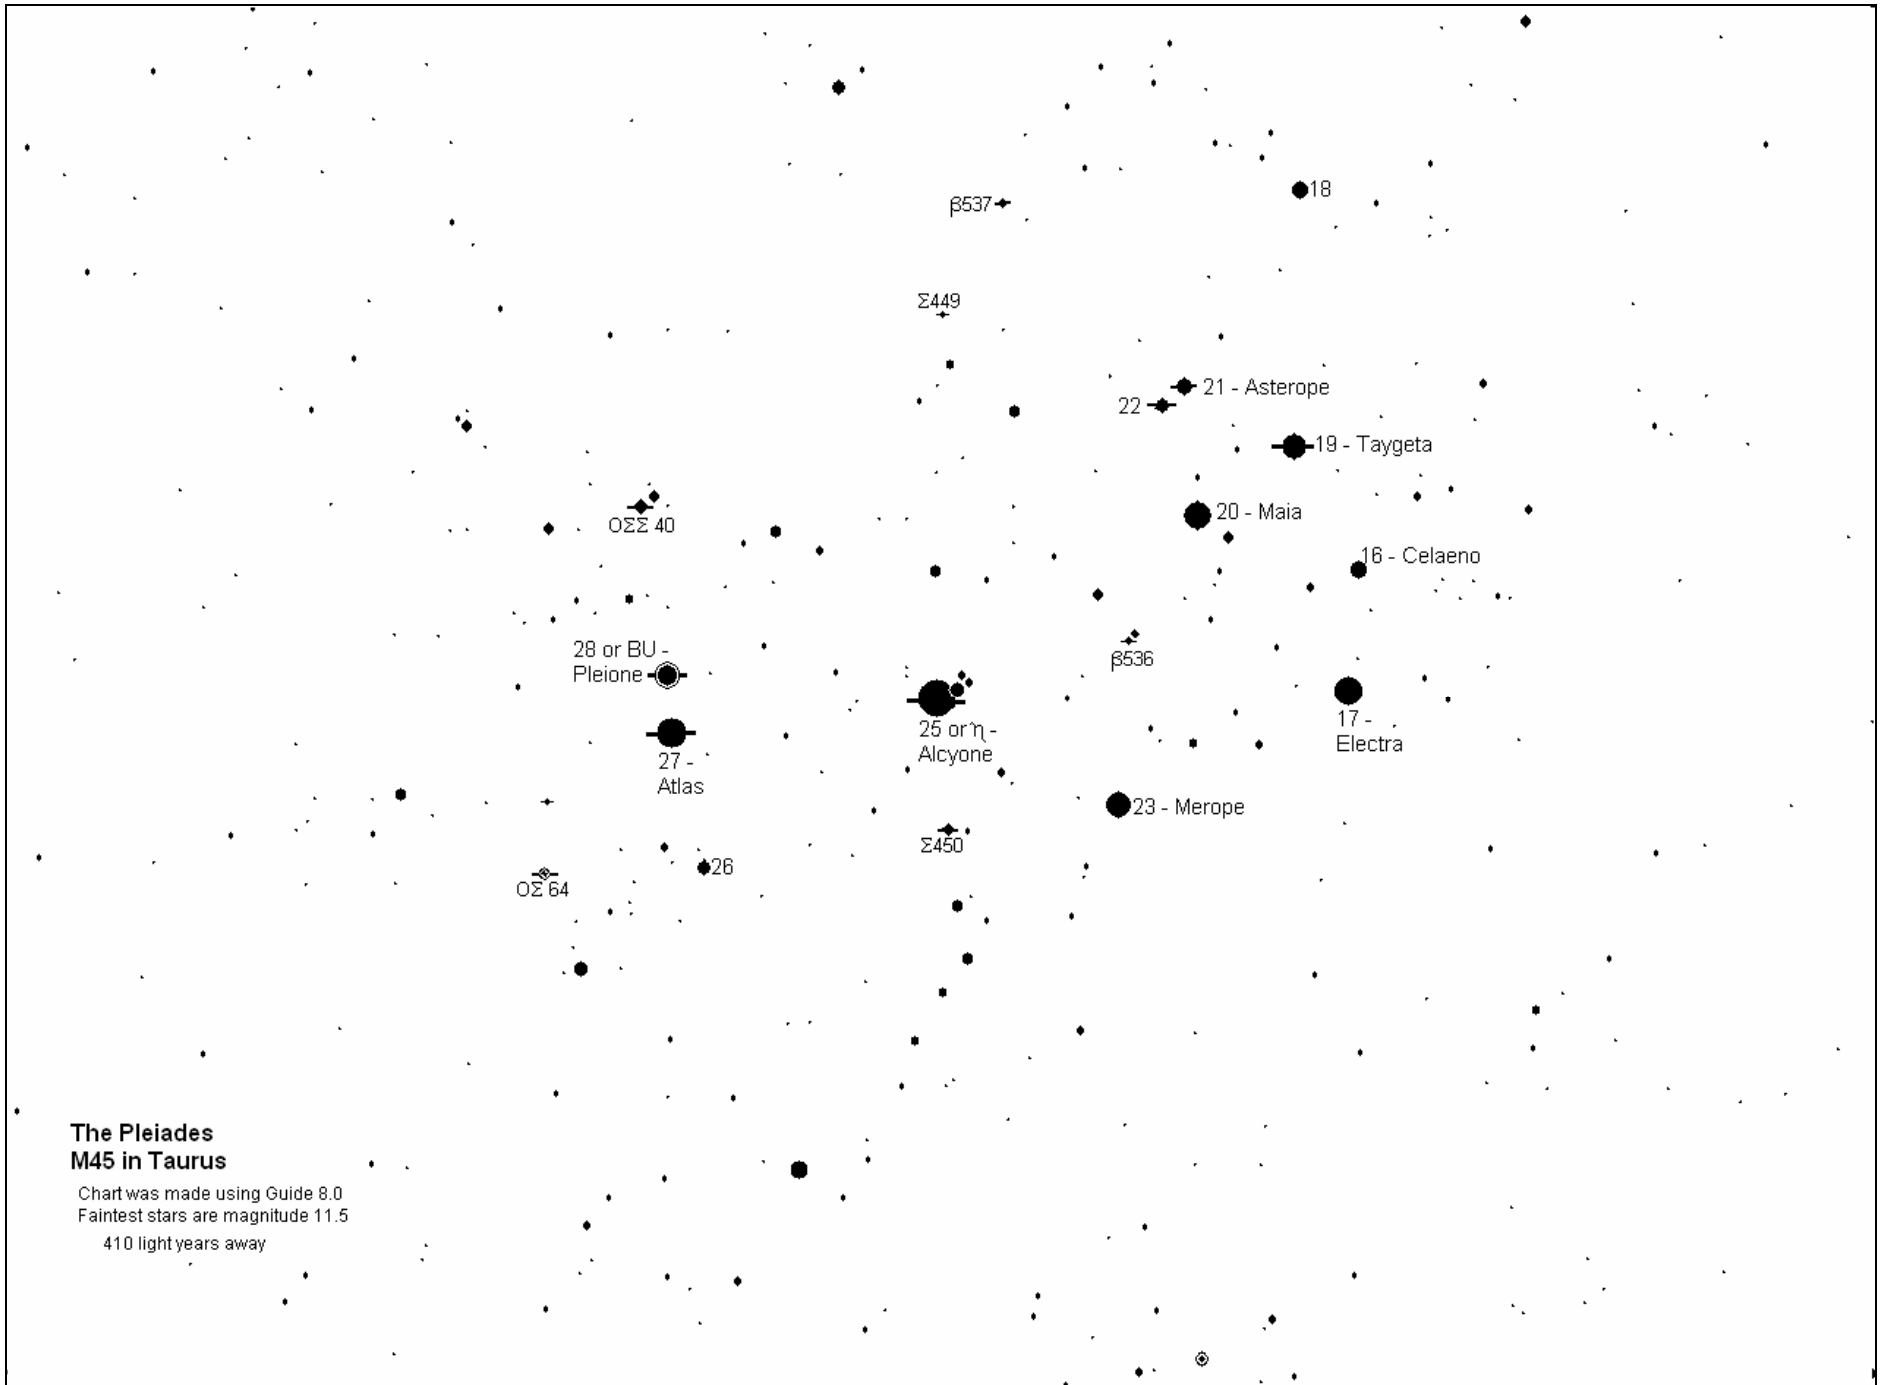 18
β537
Σ449
21 - Asterope
22
19 - Taygeta
20 - Maia
OΣΣ 40
16 - Celaeno
28 or BU -
Pleione
β536
25 or η -
Alcyone
17 -
Electra
27 -
Atlas
23 - Merope
Σ450
26
OΣ 64
The Pleiades
M45 in Taurus
Chart was made using Guide 8.0
Faintest stars are magnitude 11.5
410 light years away